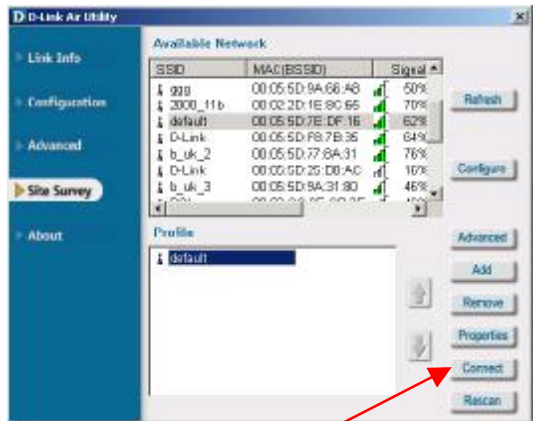 D-Link Air Utility
Link Info
Configuration
Advanced
Site Survey
About
Available Network
SSID MAC(BSSID) Signal
ggg 00:05:5D:9A:66:A8 50%
2000_11b 00:02:2D:1E:8C:65 70%
default 00:05:5D:7E:DF:16 62%
D-Link 00:05:5D:F8:7B:35 64%
b_uk_2 00:05:5D:77:8A:31 76%
D-Link 00:05:5D:25:D8:AC 16%
b_uk_3 00:05:5D:9A:31:80 46%
Refresh
Configure
Profile
default
Advanced
Add
Remove
Properties
Connect
Rescan